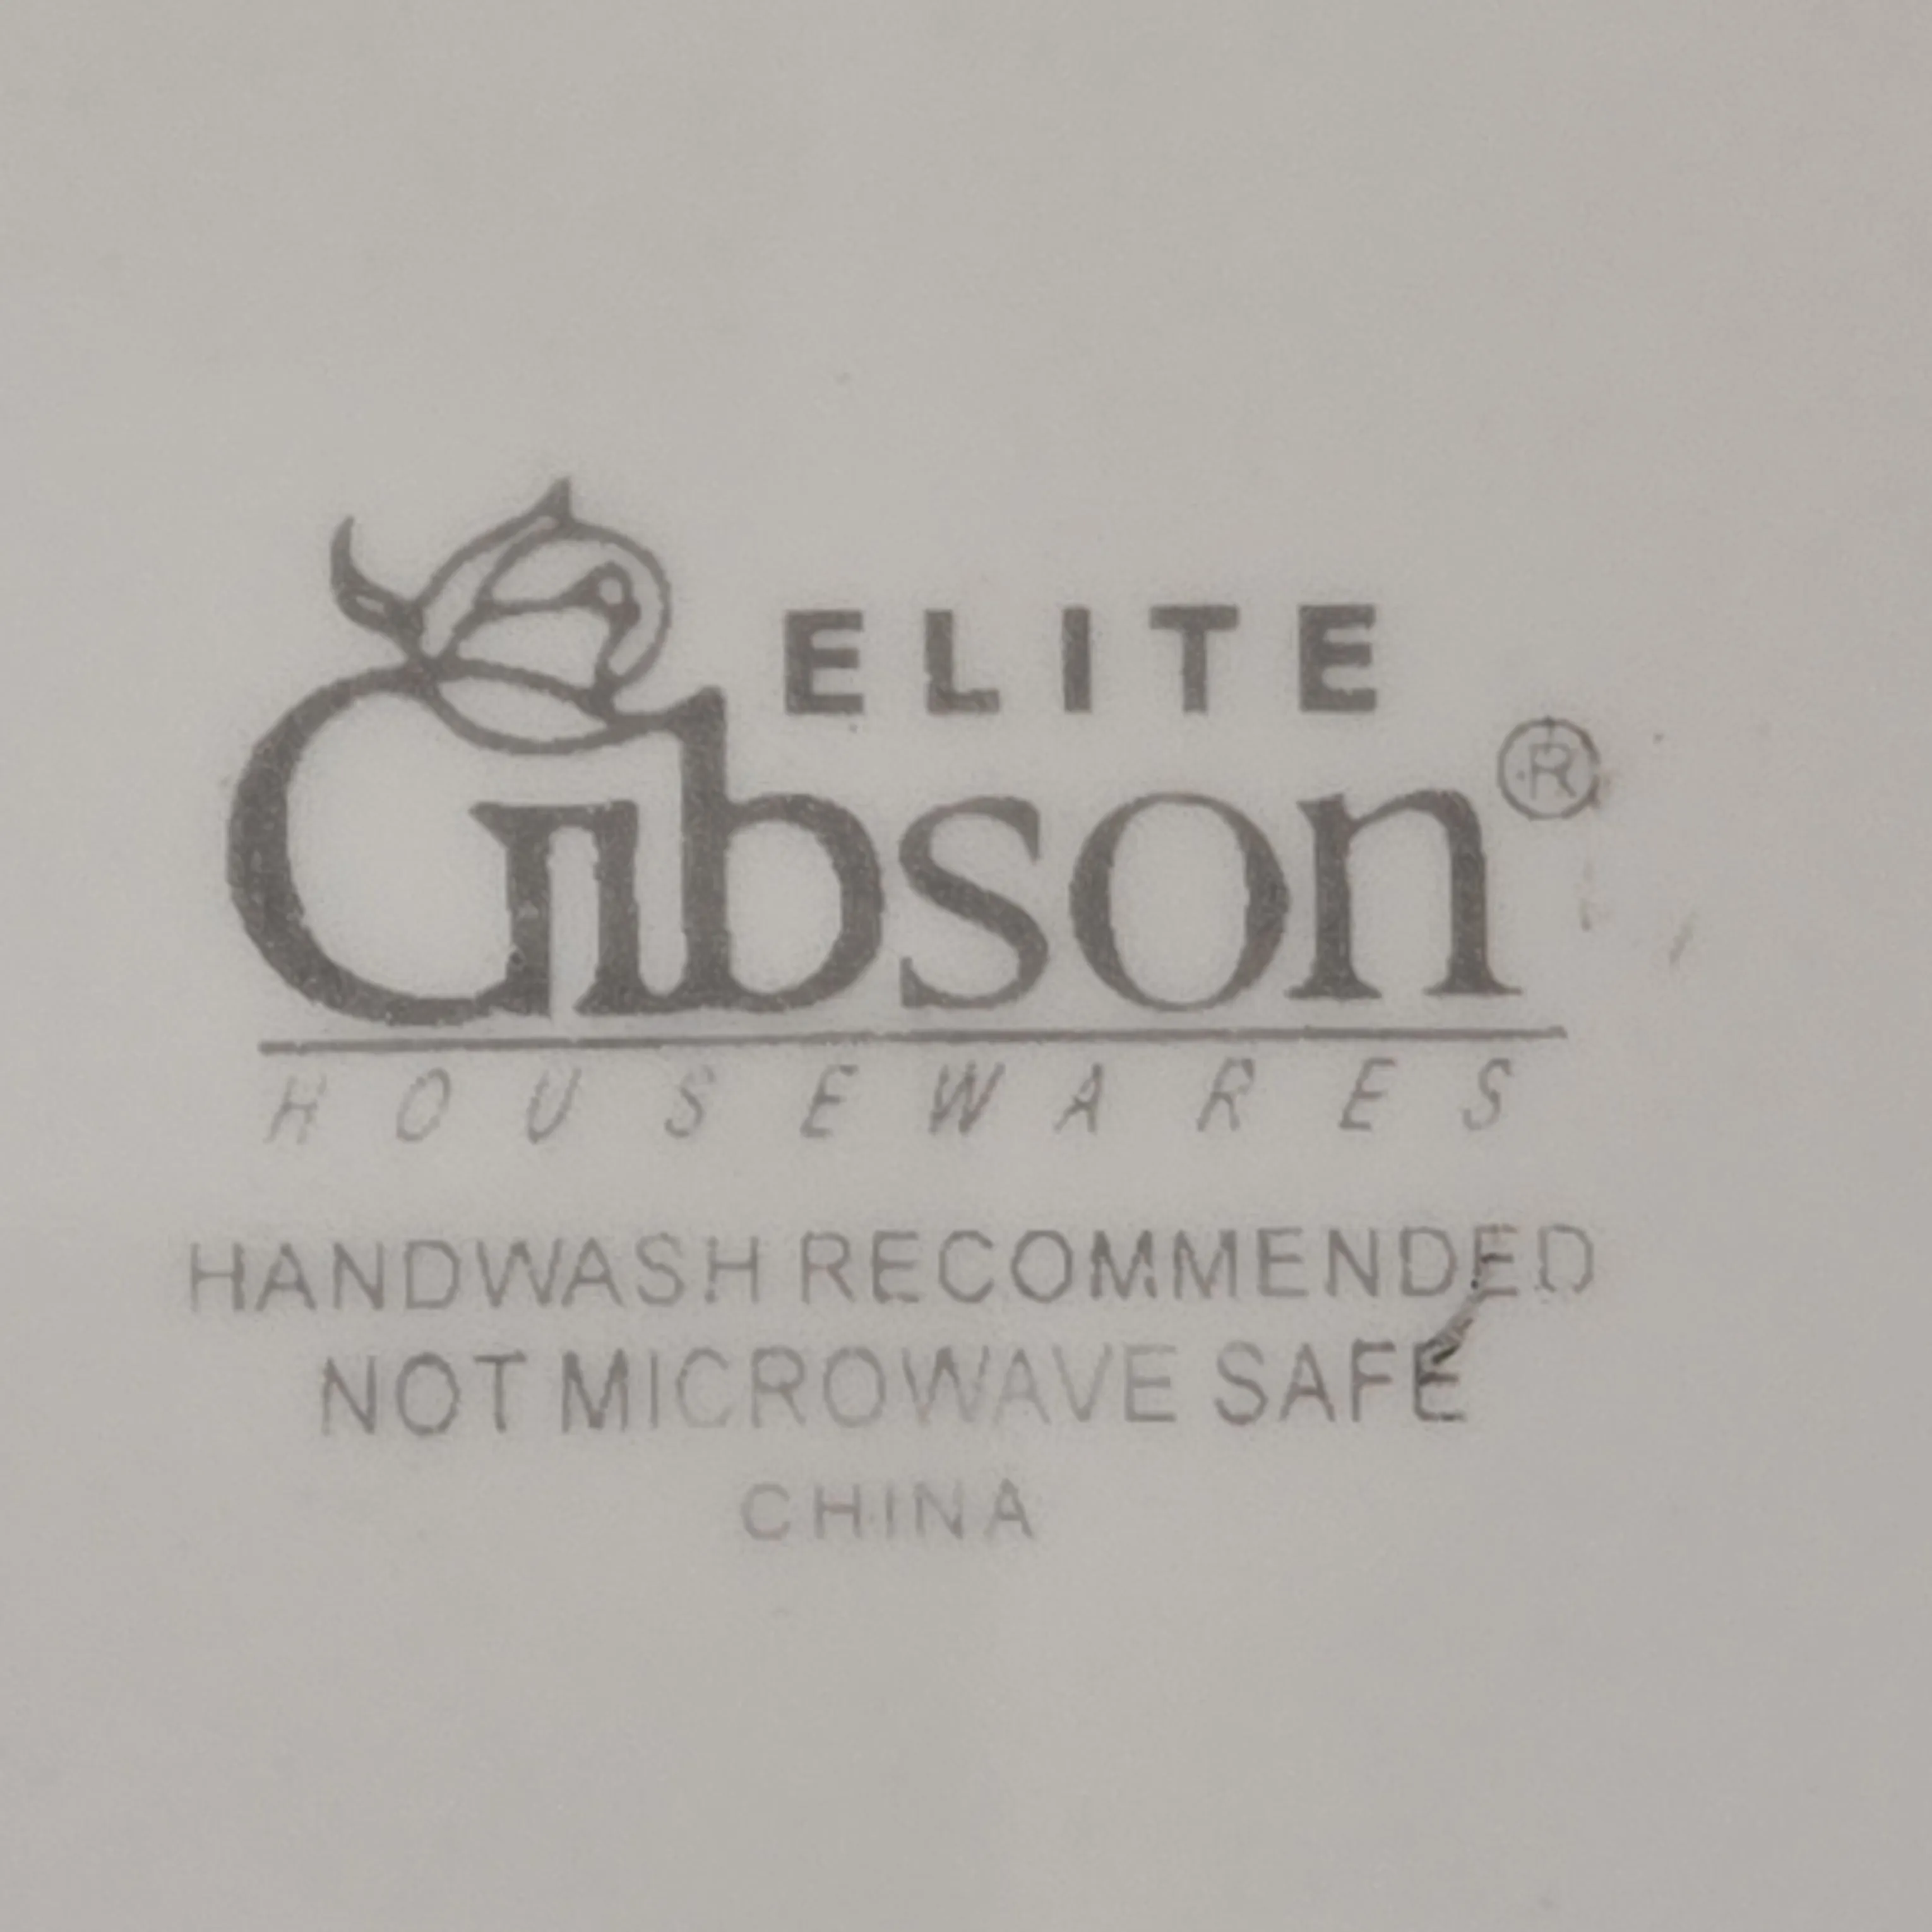 ELITE
Gibson®
HOUSEWARES
HANDWASH RECOMMENDED
NOT MICROWAVE SAFE
CHINA